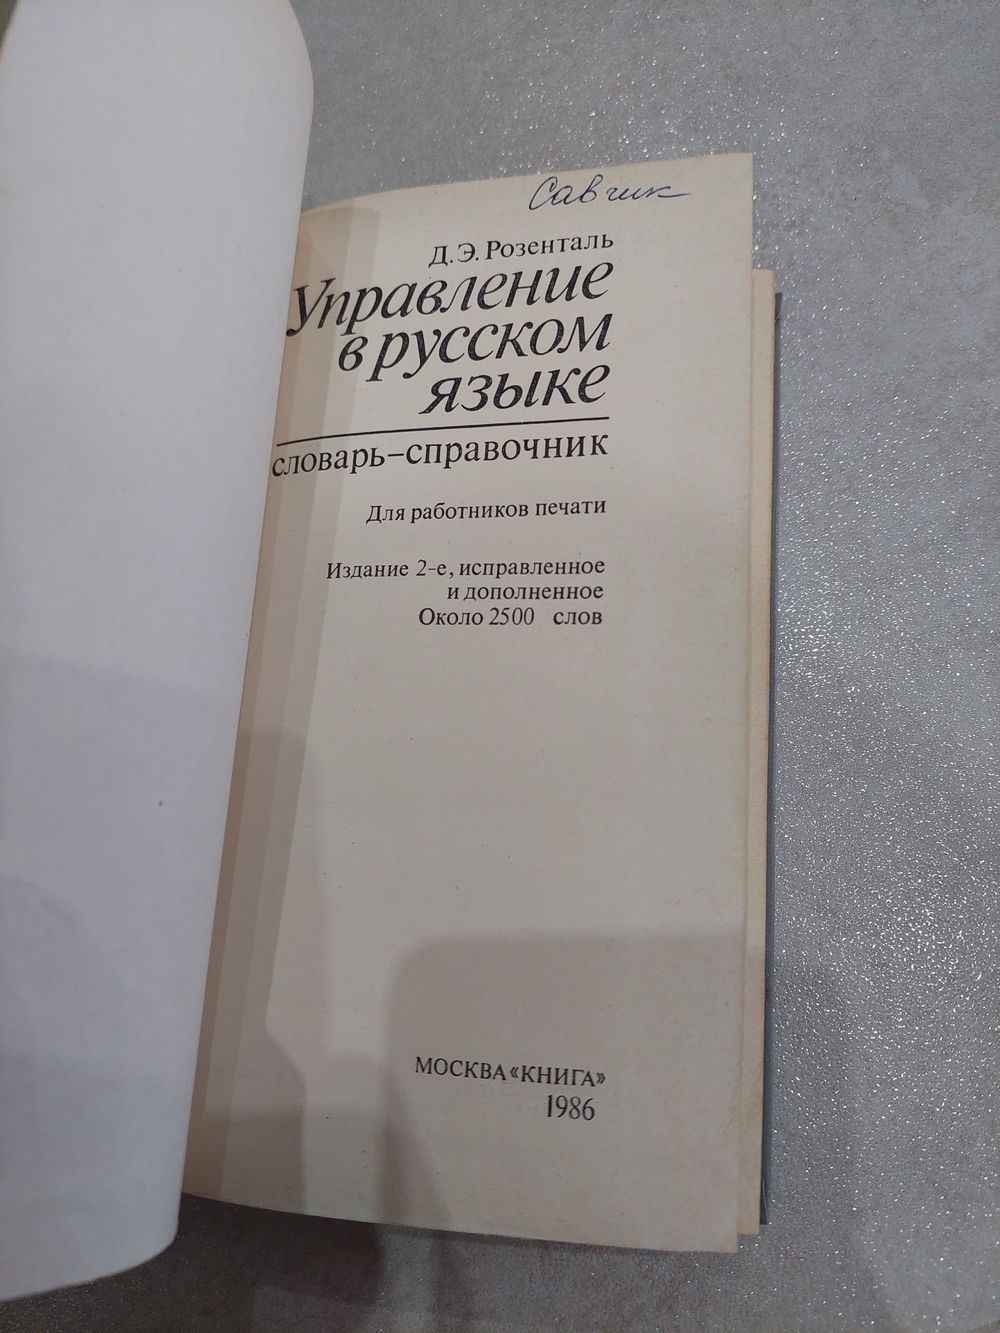 Савчик
Д.Э. Розенталь
Управление
в русском
языке
словарь–справочник
Для работников печати
Издание 2-е, исправленное
и дополненное
Около 2500 слов
МОСКВА «КНИГА»
1986